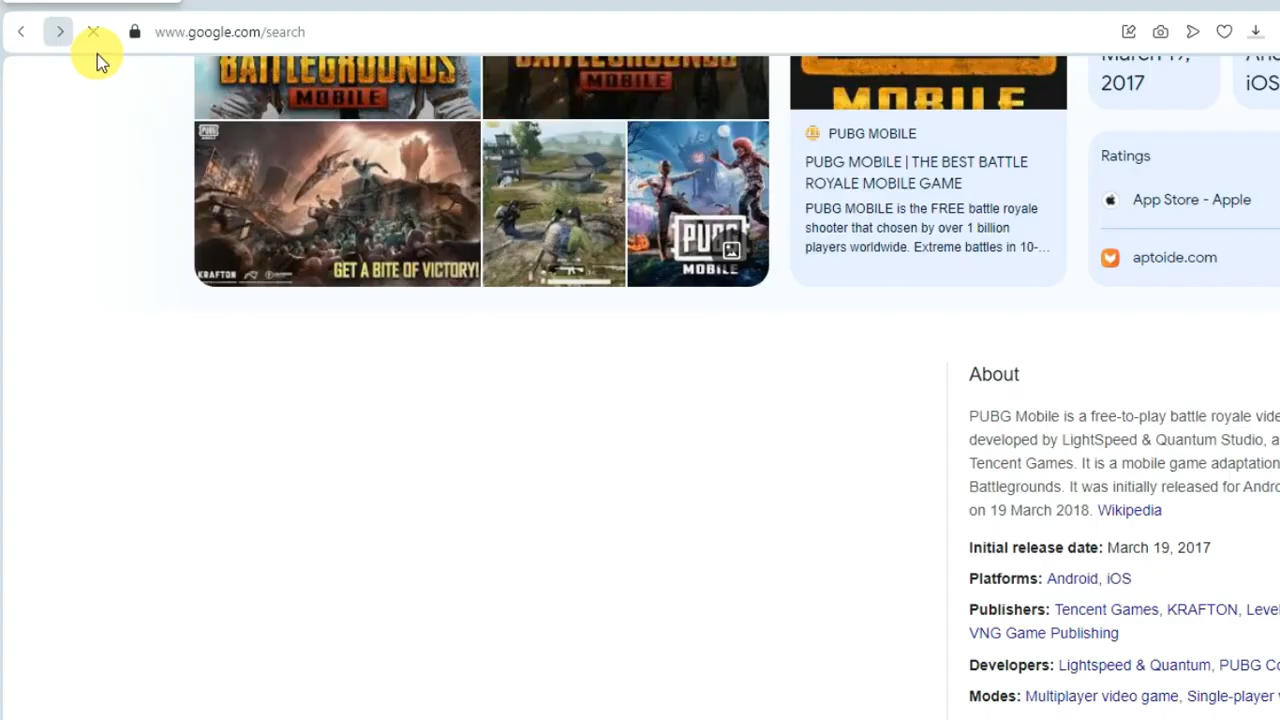 www.google.com/search
BATTLEGROUNDS
MOBILE
BATTLEGROUNDS
MOBILE
MOBILE
March 19,
2017
iOS
PUBG
MOBILE
KRAFTON
GET A BITE OF VICTORY!
PUBG
MOBILE
PUBG MOBILE
PUBG MOBILE | THE BEST BATTLE
ROYALE MOBILE GAME
PUBG MOBILE is the FREE battle royale
shooter that chosen by over 1 billion
players worldwide. Extreme battles in 10-...
Ratings
App Store - Apple
aptoide.com
About
PUBG Mobile is a free-to-play battle royale vide
developed by LightSpeed & Quantum Studio, a
Tencent Games. It is a mobile game adaptation
Battlegrounds. It was initially released for Andro
on 19 March 2018. Wikipedia
Initial release date: March 19, 2017
Platforms: Android, iOS
Publishers: Tencent Games, KRAFTON, Level
VNG Game Publishing
Developers: Lightspeed & Quantum, PUBG Co
Modes: Multiplayer video game, Single-player